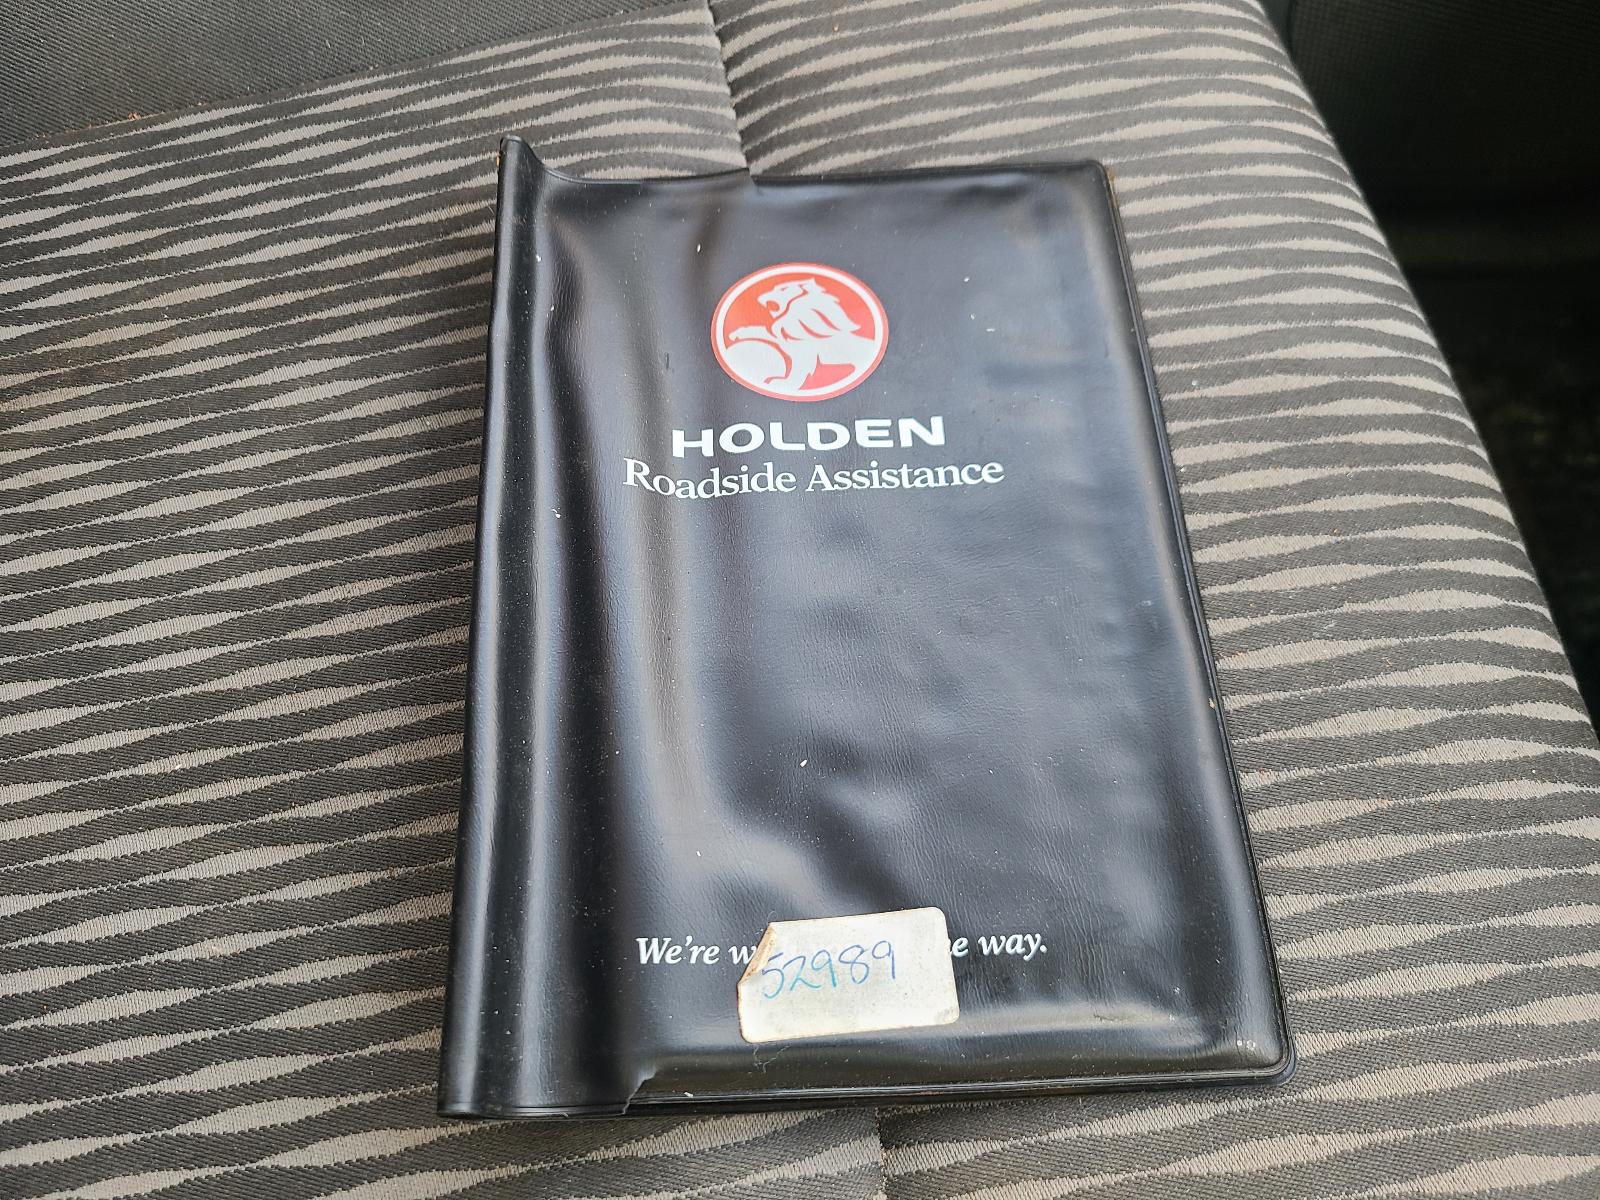 HOLDEN
Roadside Assistance
We're way.
52989